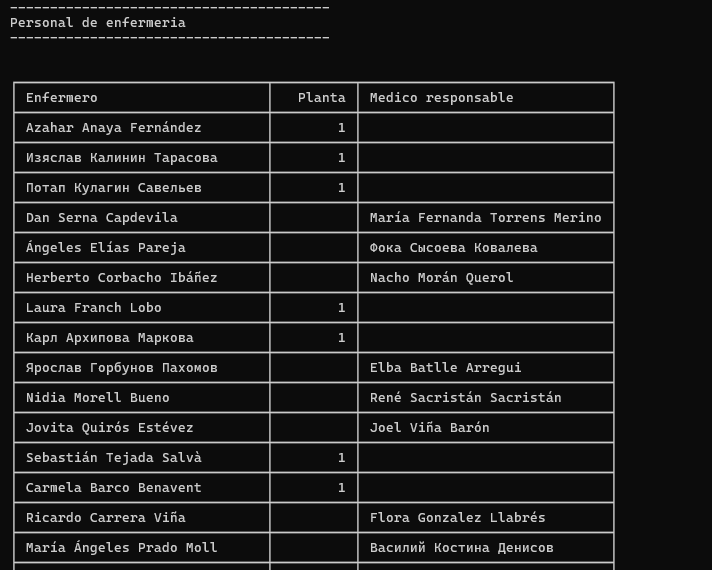 ----------------------------------------
Personal de enfermeria
----------------------------------------
Enfermero Planta Medico responsable
Azahar Anaya Fernández 1
Изяслав Калинин Тарасова 1
Потап Кулагин Савельев 1
Dan Serna Capdevila María Fernanda Torrens Merino
Ángeles Elías Pareja Фока Сысоева Ковалева
Herberto Corbacho Ibáñez Nacho Morán Querol
Laura Franch Lobo 1
Карл Архипова Маркова 1
Ярослав Горбунов Пахомов Elba Batlle Arregui
Nidia Morell Bueno René Sacristán Sacristán
Jovita Quirós Estévez Joel Viña Barón
Sebastián Tejada Salvà 1
Carmela Barco Benavent 1
Ricardo Carrera Viña Flora Gonzalez Llabrés
María Ángeles Prado Moll Василий Костина Денисов